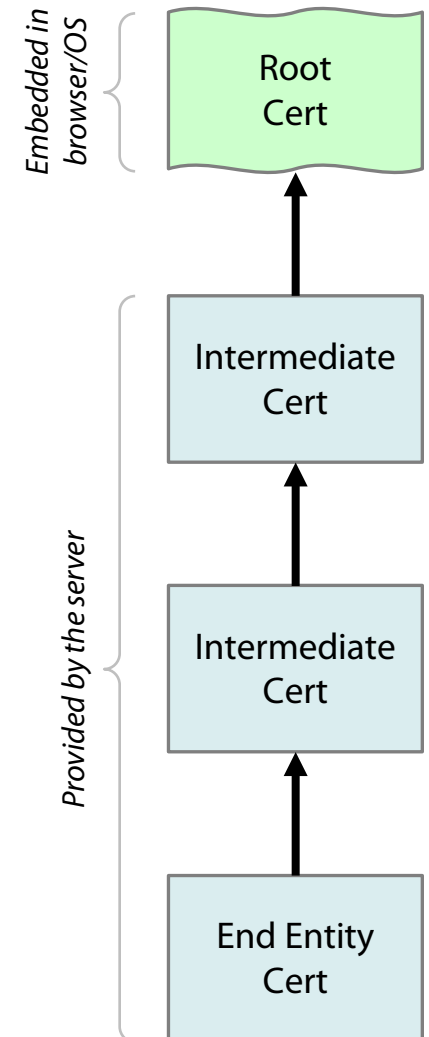 Embedded in
browser/OS
Root
Cert
Provided by the server
Intermediate
Cert
Intermediate
Cert
End Entity
Cert